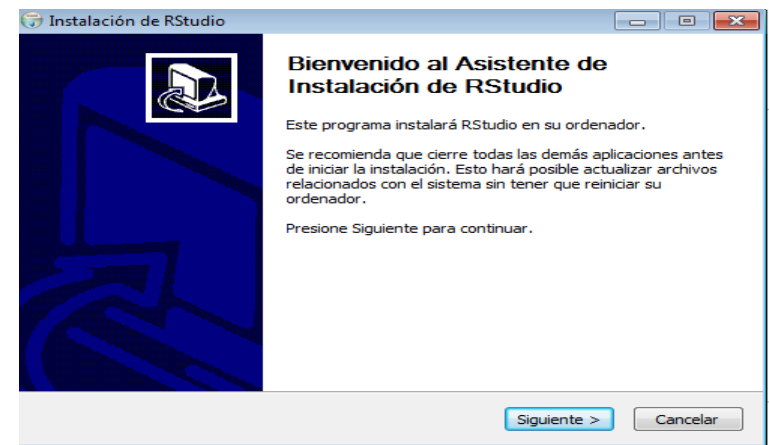 Instalación de RStudio
Bienvenido al Asistente de
Instalación de RStudio
Este programa instalará RStudio en su ordenador.
Se recomienda que cierre todas las demás aplicaciones antes
de iniciar la instalación. Esto hará posible actualizar archivos
relacionados con el sistema sin tener que reiniciar su
ordenador.
Presione Siguiente para continuar.
Siguiente >
Cancelar